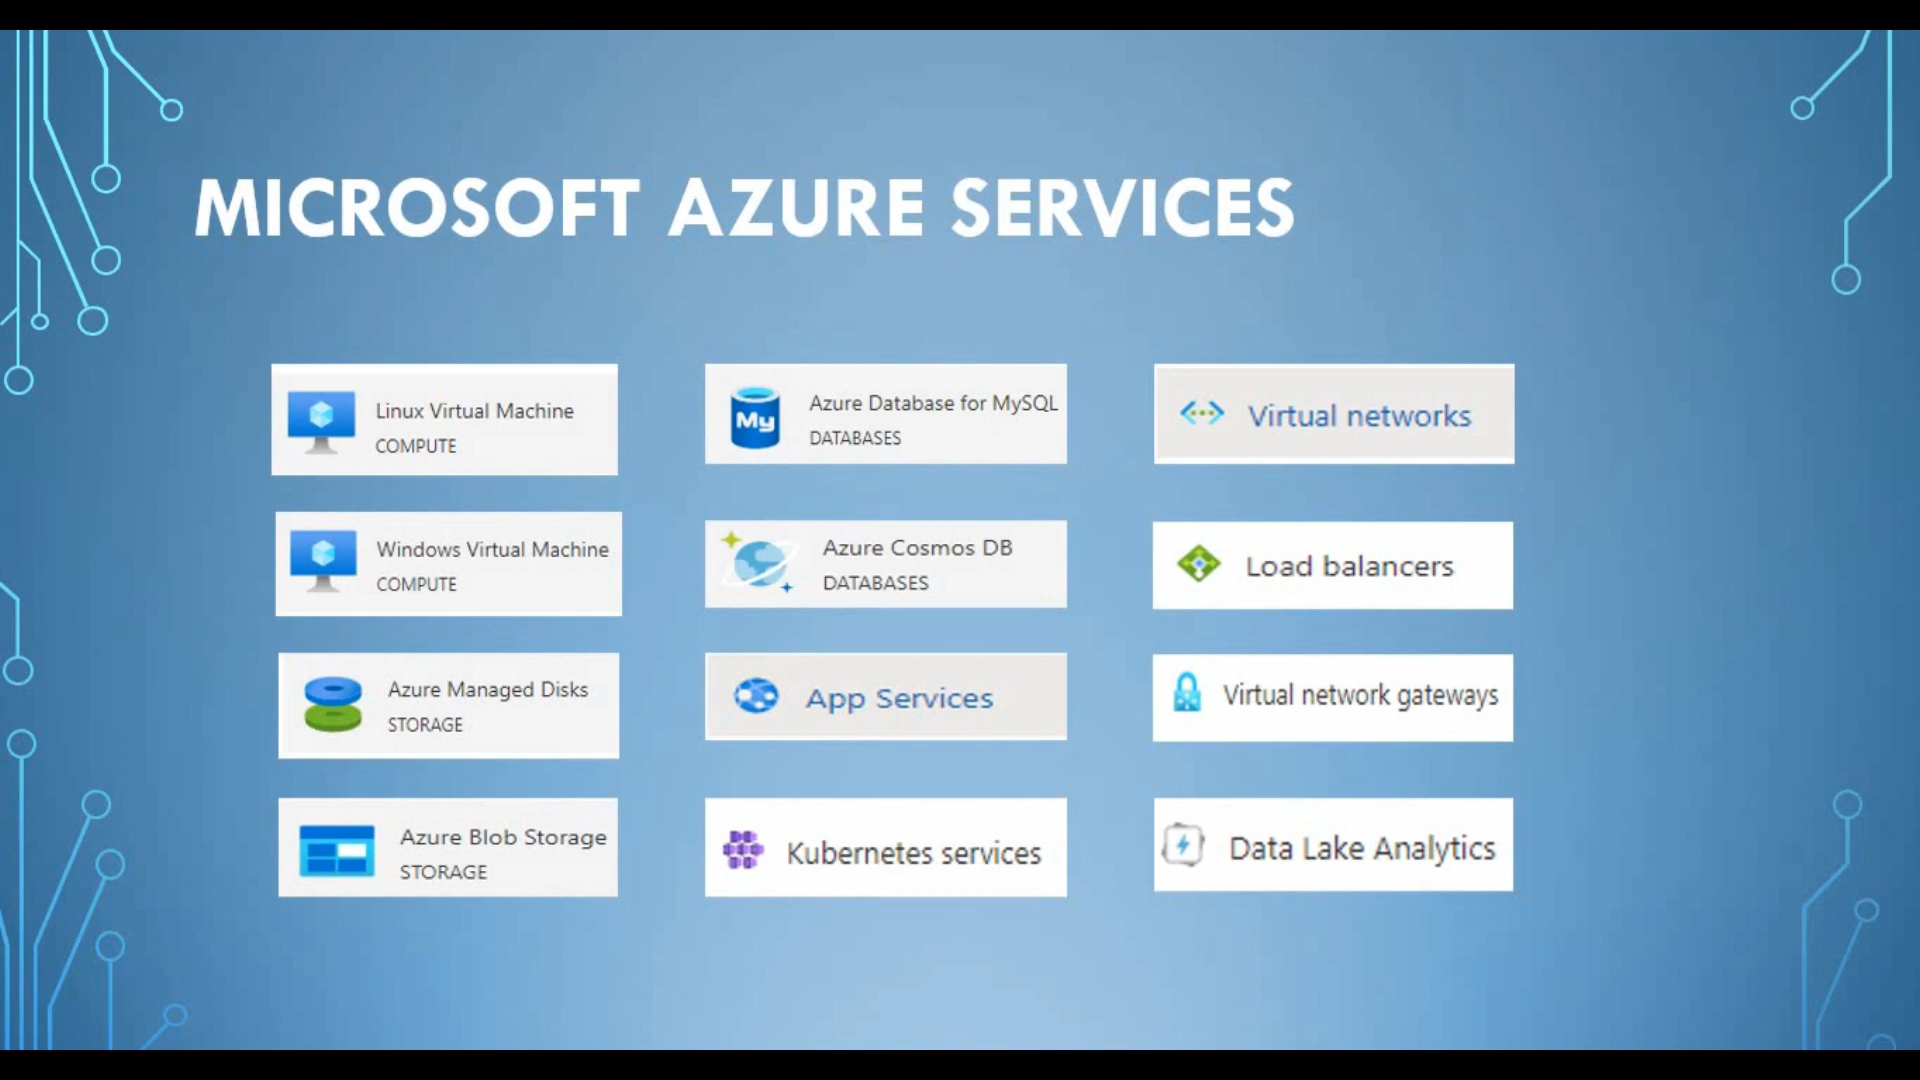 MICROSOFT AZURE SERVICES
Linux Virtual Machine
COMPUTE
Windows Virtual Machine
COMPUTE
Azure Managed Disks
STORAGE
Azure Blob Storage
STORAGE
My
Azure Database for MySQL
DATABASES
Azure Cosmos DB
DATABASES
App Services
Kubernetes services
Virtual networks
Load balancers
Virtual network gateways
Data Lake Analytics